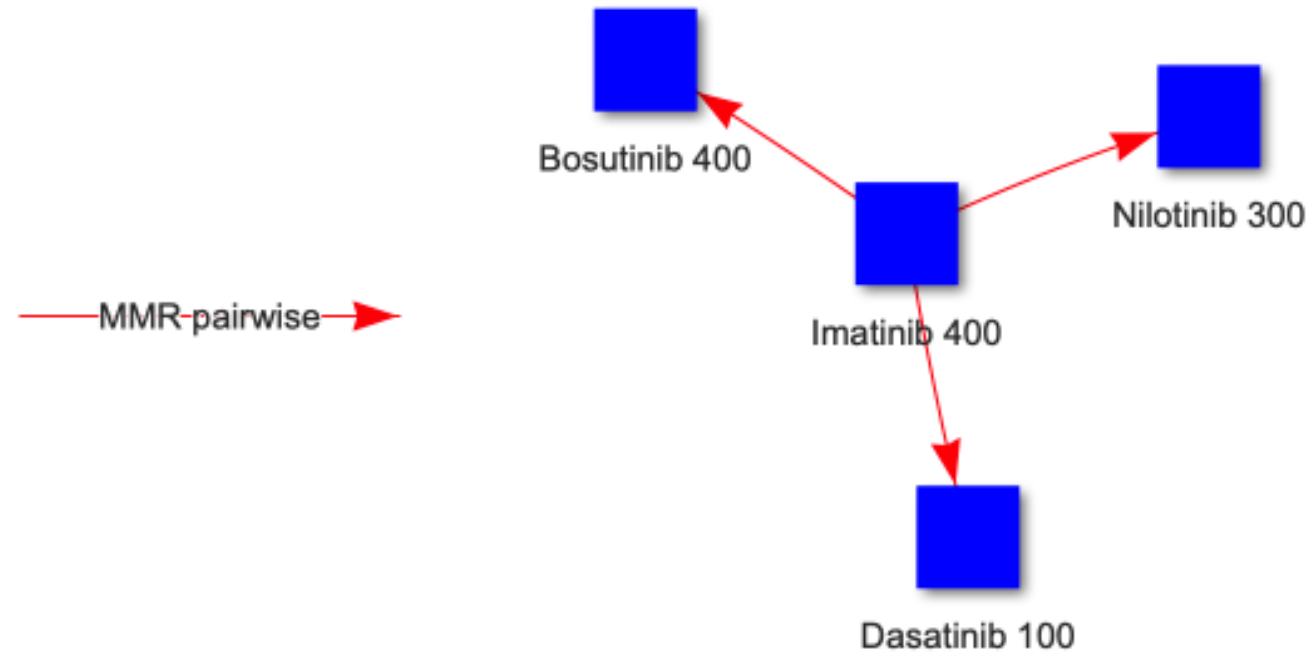 Bosutinib 400
Nilotinib 300
MMR pairwise
Imatinib 400
Dasatinib 100